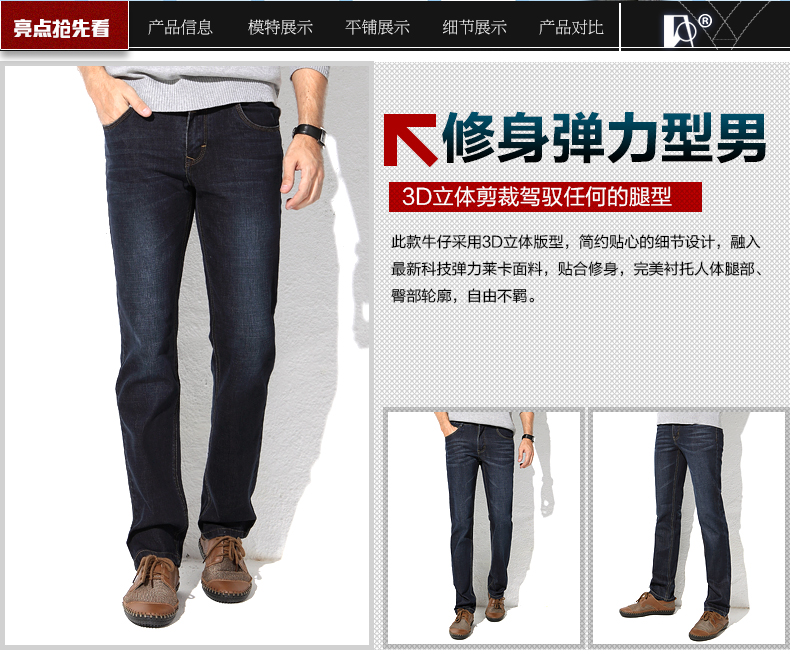 亮点抢先看 产品信息 模特展示 平铺展示 细节展示 产品对比 ®
修身弹力型男
3D立体剪裁驾驭任何的腿型
此款牛仔采用3D立体版型，简约贴心的细节设计，融入
最新科技弹力莱卡面料，贴合修身，完美衬托人体腿部、
臀部轮廓，自由不羁。